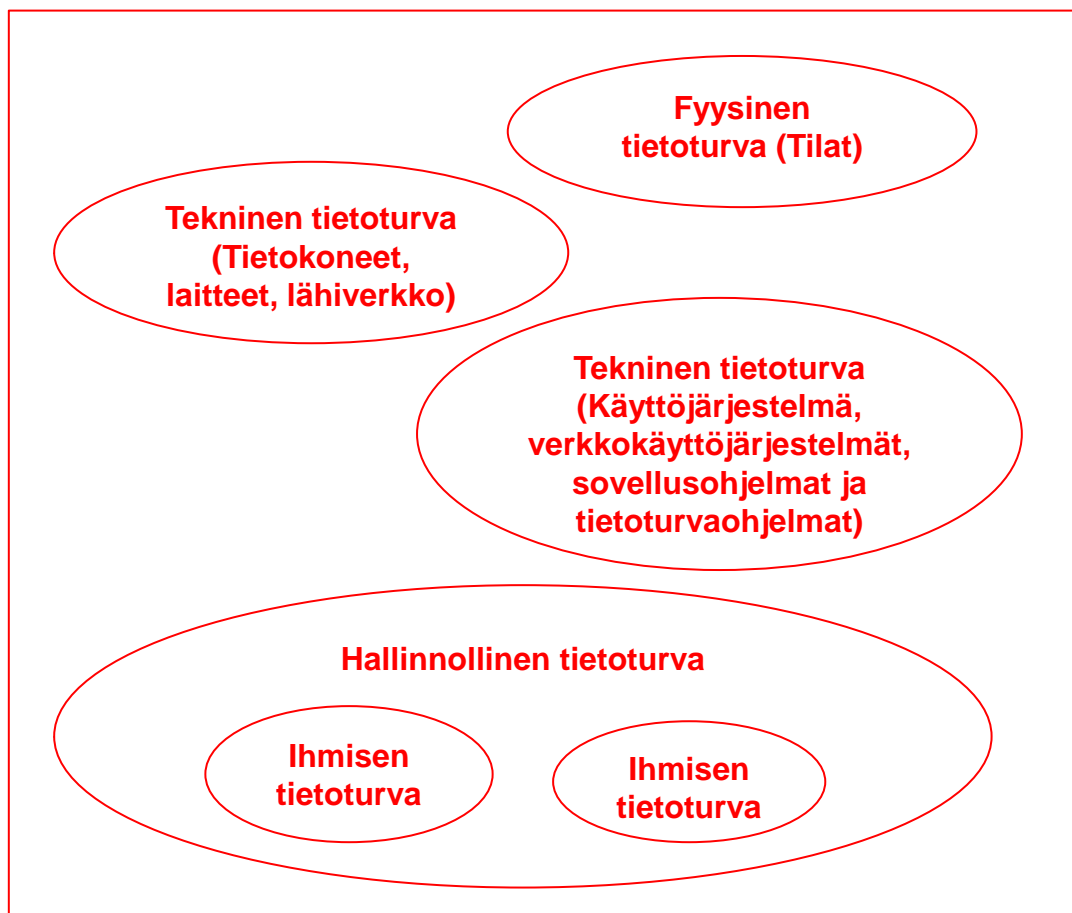 Fyysinen
tietoturva (Tilat)
Tekninen tietoturva
(Tietokoneet,
laitteet, lähiverkko)
Tekninen tietoturva
(Käyttöjärjestelmä,
verkkokäyttöjärjestelmät,
sovellusohjelmat ja
tietoturvaohjelmat)
Hallinnollinen tietoturva
Ihmisen
tietoturva
Ihmisen
tietoturva